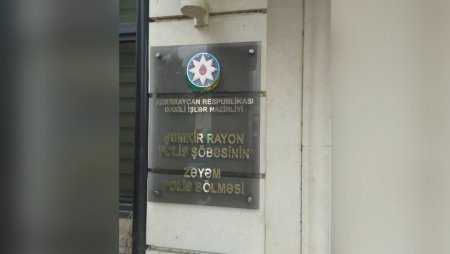 AZƏRBAYCAN RESPUBLİKASI
DAXİLİ İŞLƏR NAZİRLİYİ
ŞƏMKİR RAYON
POLİS ŞÖBƏSİNİN
ZƏYƏM
POLİS BÖLMƏSİ